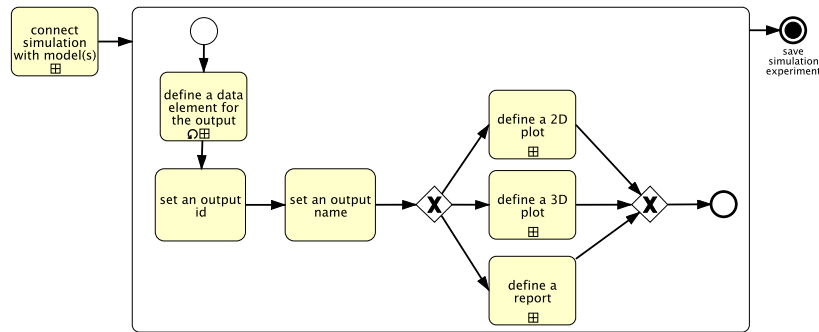 connect
simulation
with model(s)
define a data
element for
the output
set an output
id
set an output
name
X
define a 2D
plot
define a 3D
plot
define a
report
X
save
simulation
experiment